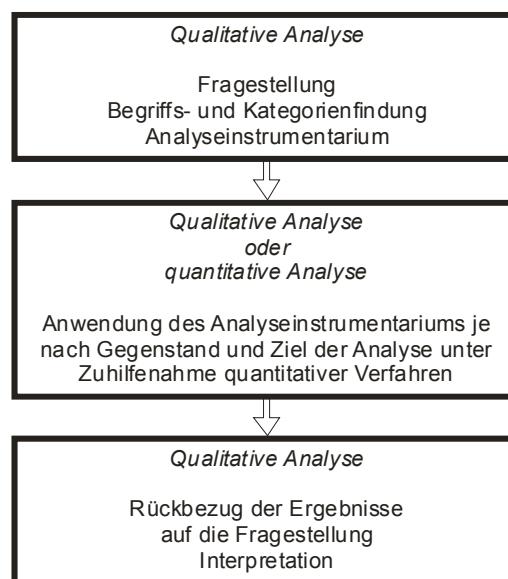 Qualitative Analyse
Fragestellung
Begriffs- und Kategorienfindung
Analyseinstrumentarium
Qualitative Analyse
oder
quantitative Analyse
Anwendung des Analyseinstrumentariums je
nach Gegenstand und Ziel der Analyse unter
Zuhilfenahme quantitativer Verfahren
Qualitative Analyse
Rückbezug der Ergebnisse
auf die Fragestellung
Interpretation